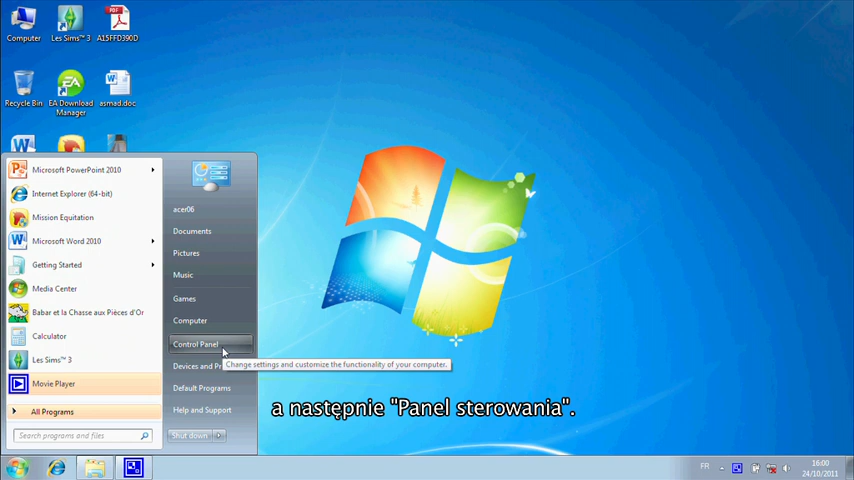 Computer
Les Sims™ 3
A15FFD390D
Recycle Bin
EA Download
Manager
asmad.doc
Microsoft PowerPoint 2010
Internet Explorer (64-bit)
Mission Equitation
Microsoft Word 2010
Getting Started
Media Center
Babar et la Chasse aux Pièces d'Or
Calculator
Les Sims™ 3
Movie Player
All Programs
Search programs and files
acer06
Documents
Pictures
Music
Games
Computer
Control Panel
Change settings and customize the functionality of your computer.
Devices and Pr
Default Programs
Help and Support
Shut down
a następnie "Panel sterowania".
FR
16:00
24/10/2011